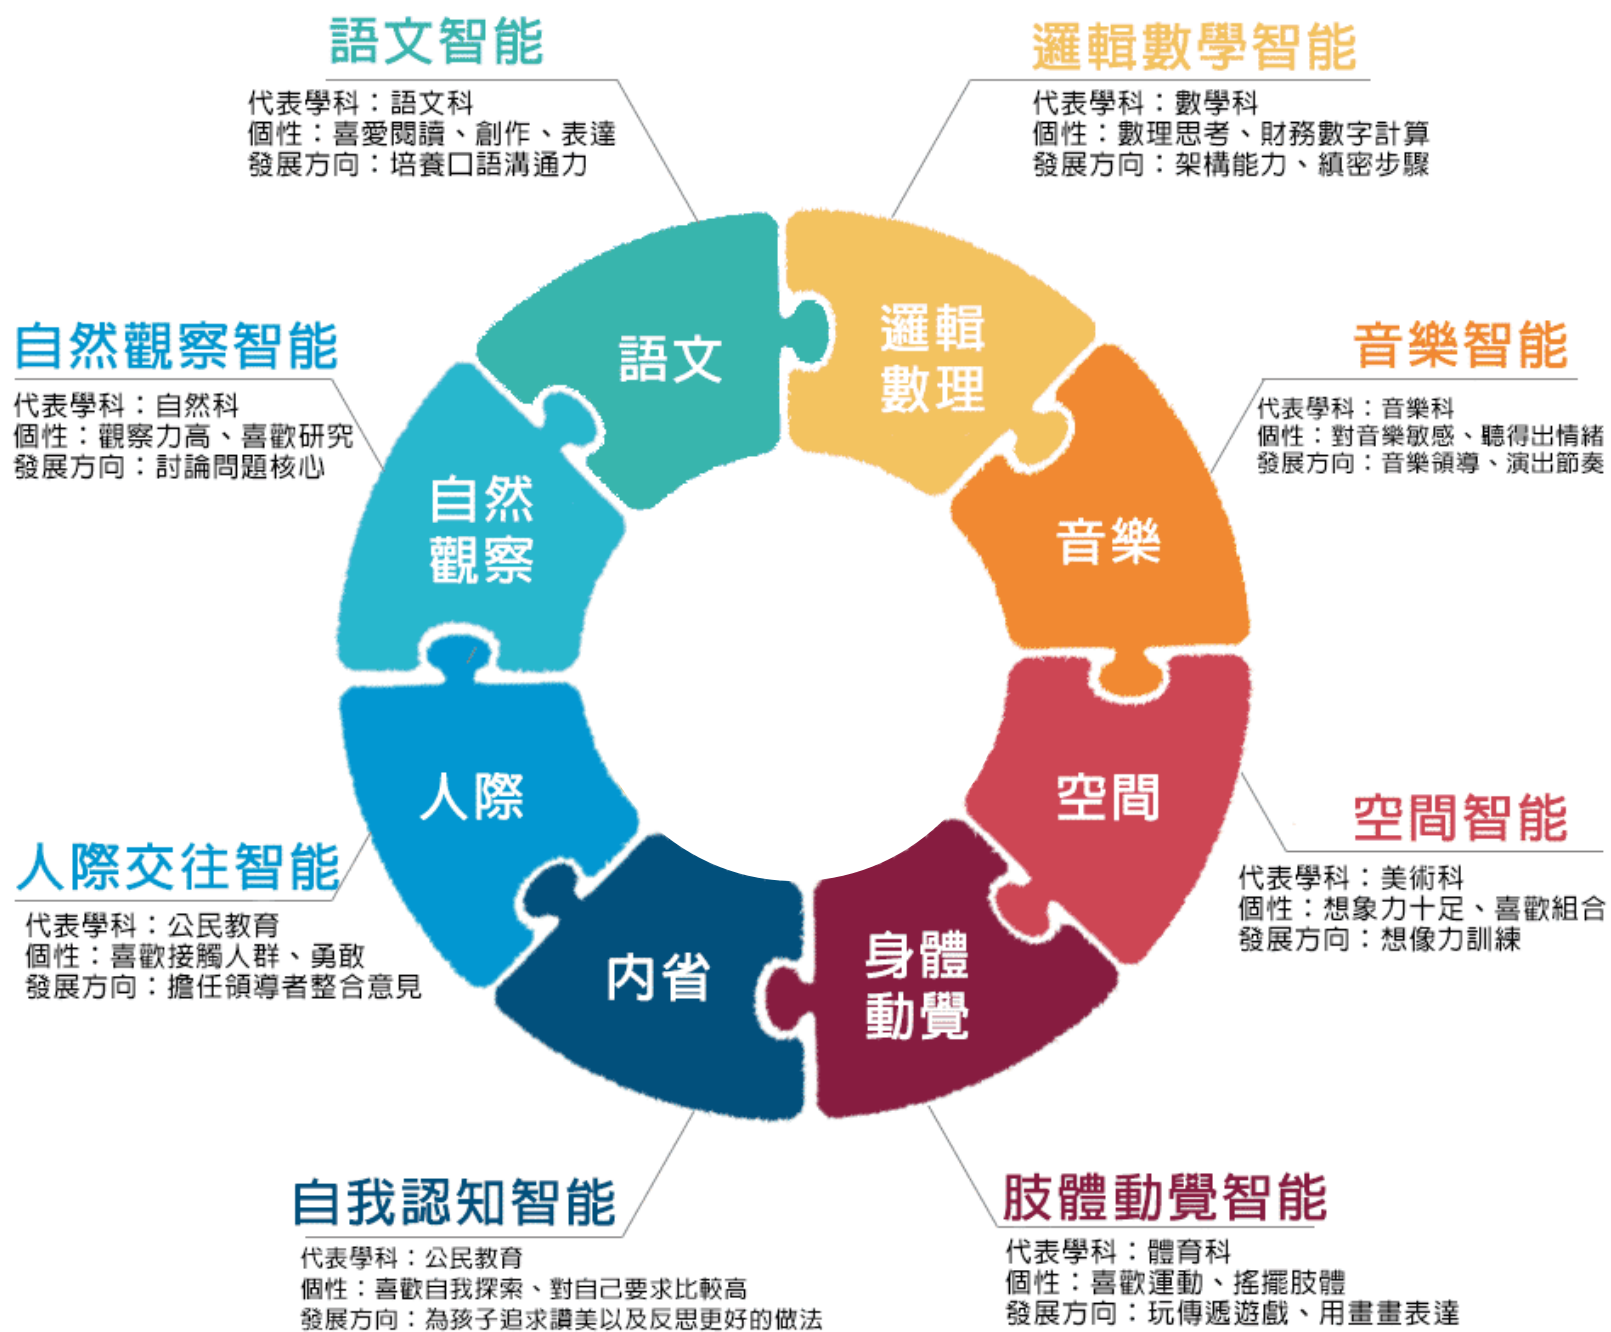 語文智能
代表學科：語文科
個性：喜愛閱讀、創作、表達
發展方向：培養口語溝通力
邏輯數學智能
代表學科：數學科
個性：數理思考、財務數字計算
發展方向：架構能力、縝密步驟
自然觀察智能
代表學科：自然科
個性：觀察力高、喜歡研究
發展方向：討論問題核心
音樂智能
代表學科：音樂科
個性：對音樂敏感、聽得出情緒
發展方向：音樂領導、演出節奏
語文
邏輯
數理
自然
觀察
音樂
人際
空間
內省
身體
動覺
人際交往智能
代表學科：公民教育
個性：喜歡接觸人群、勇敢
發展方向：擔任領導者整合意見
空間智能
代表學科：美術科
個性：想象力十足、喜歡組合
發展方向：想像力訓練
自我認知智能
代表學科：公民教育
個性：喜歡自我探索、對自己要求比較高
發展方向：為孩子追求讚美以及反思更好的做法
肢體動覺智能
代表學科：體育科
個性：喜歡運動、搖擺肢體
發展方向：玩傳遞遊戲、用畫畫表達